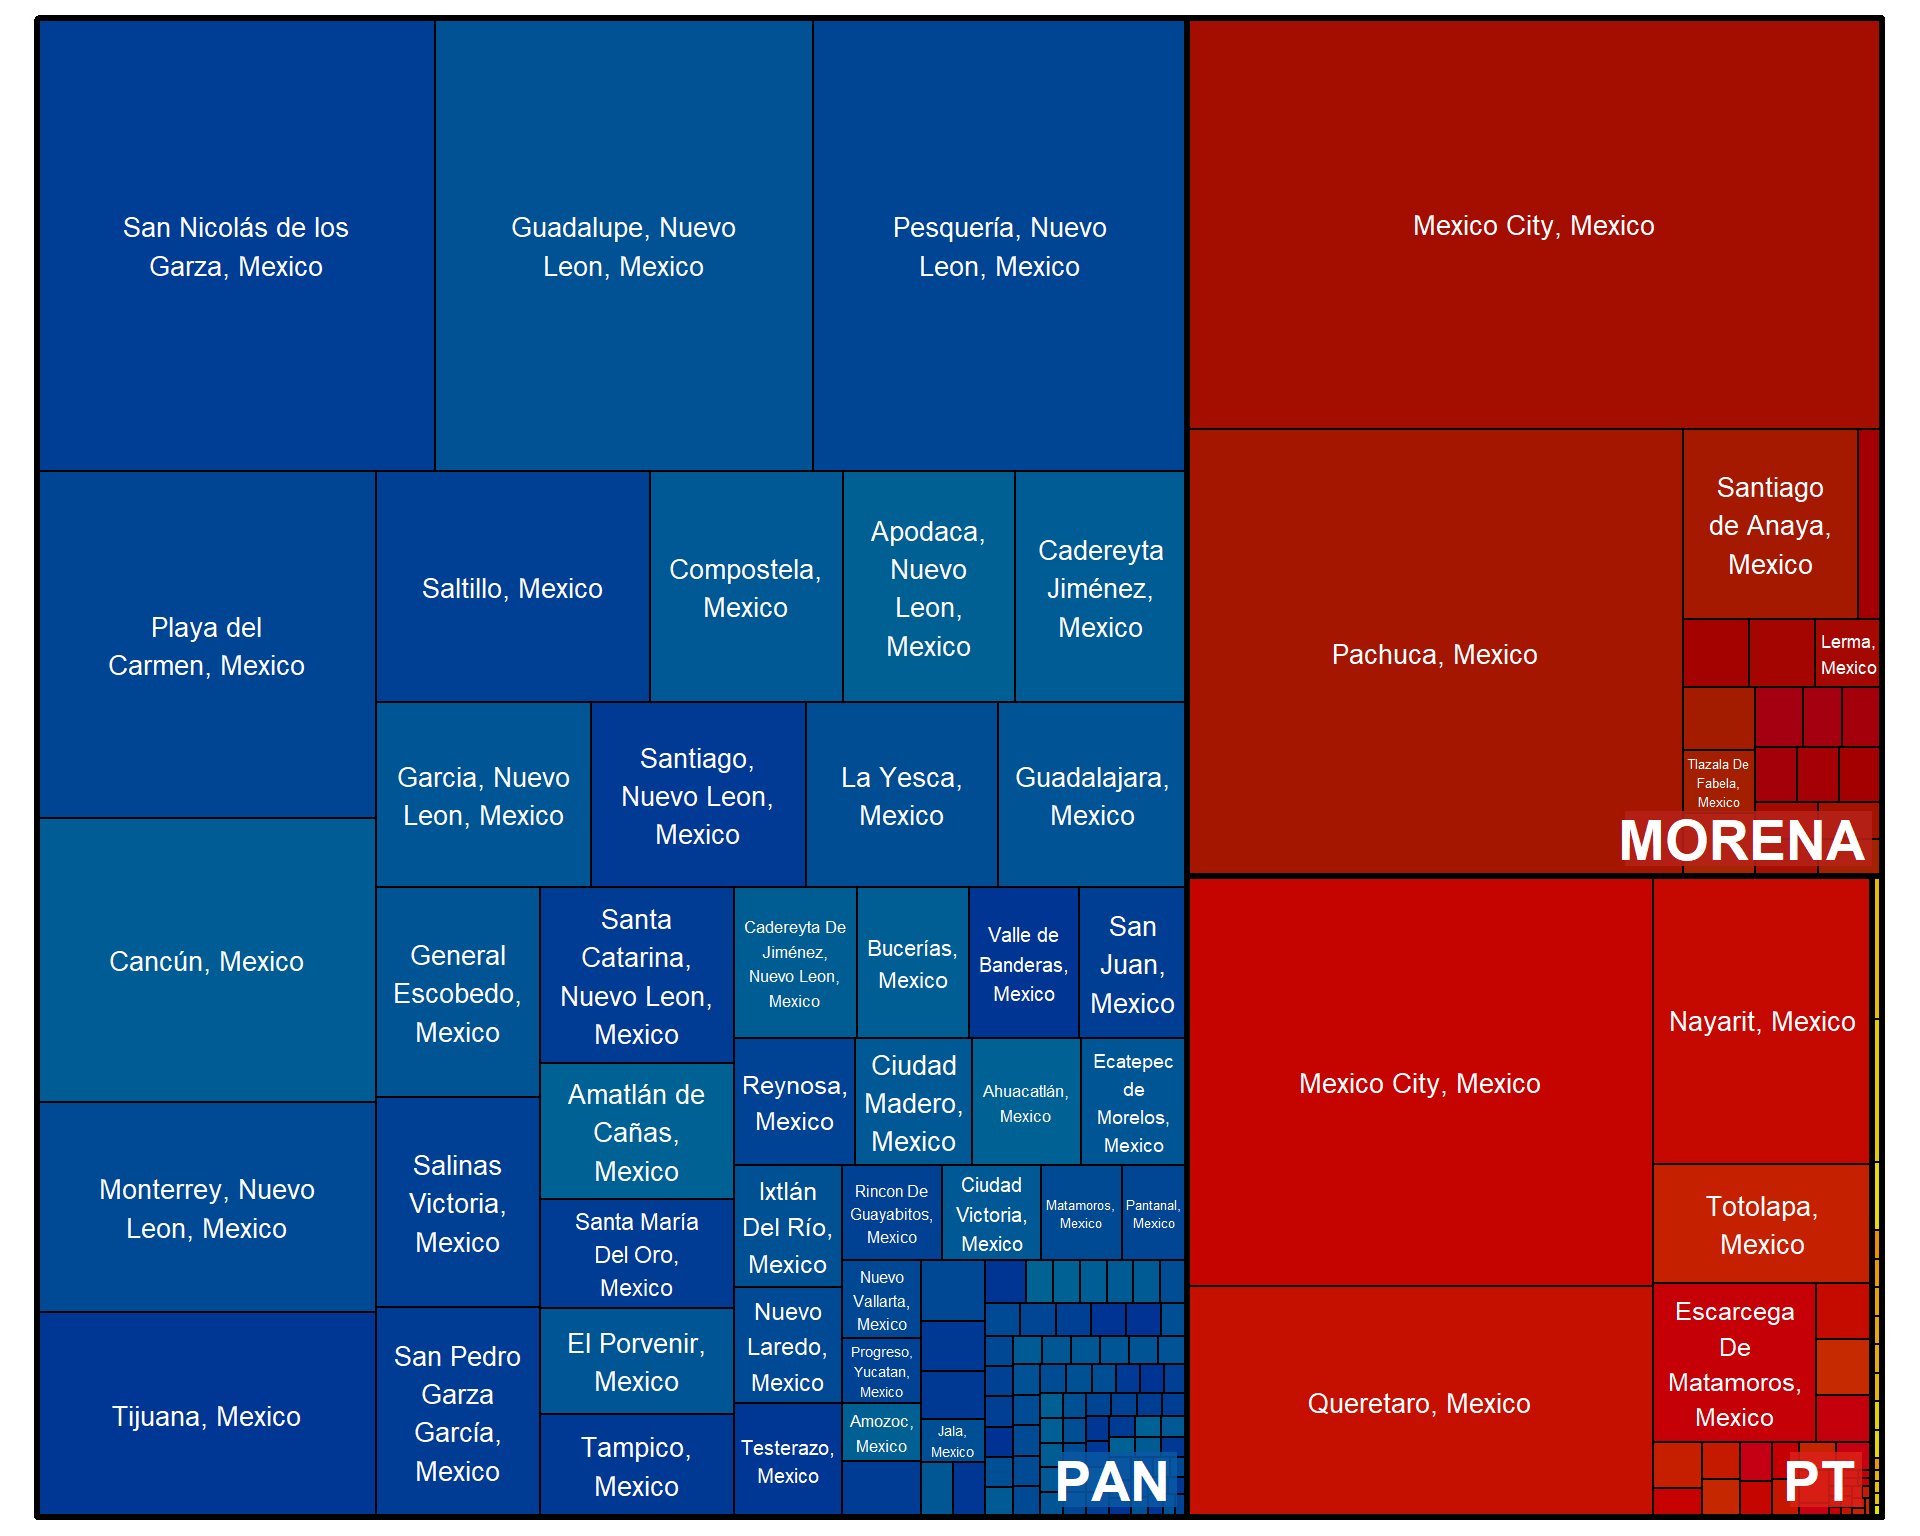 San Nicolás de los
Garza, Mexico
Guadalupe, Nuevo
Leon, Mexico
Pesquería, Nuevo
Leon, Mexico
Playa del
Carmen, Mexico
Saltillo, Mexico
Compostela,
Mexico
Apodaca,
Nuevo
Leon,
Mexico
Cadereyta
Jiménez,
Mexico
Garcia, Nuevo
Leon, Mexico
Santiago,
Nuevo Leon,
Mexico
La Yesca,
Mexico
Guadalajara,
Mexico
Cancún, Mexico
Monterrey, Nuevo
Leon, Mexico
Tijuana, Mexico
General
Escobedo,
Mexico
Salinas
Victoria,
Mexico
San Pedro
Garza
García,
Mexico
Santa
Catarina,
Nuevo Leon,
Mexico
Amatlán de
Cañas,
Mexico
Santa María
Del Oro,
Mexico
El Porvenir,
Mexico
Tampico,
Mexico
Cadereyta De
Jiménez,
Nuevo Leon,
Mexico
Bucerías,
Mexico
Valle de
Banderas,
Mexico
San
Juan,
Mexico
Reynosa,
Mexico
Ciudad
Madero,
Mexico
Ahuacatlán,
Mexico
Ecatepec
de
Morelos,
Mexico
Ixtlán
Del Río,
Mexico
Nuevo
Laredo,
Mexico
Testerazo,
Mexico
Rincon De
Guayabitos,
Mexico
Ciudad
Victoria,
Mexico
Matamoros,
Mexico
Pantanal,
Mexico
Nuevo
Vallarta,
Mexico
Progreso,
Yucatan,
Mexico
Amozoc,
Mexico
Jala,
Mexico
PAN
Mexico City, Mexico
Pachuca, Mexico
Santiago
de Anaya,
Mexico
Lerma,
Mexico
Tlazala De
Fabela,
Mexico
MORENA
Mexico City, Mexico
Queretaro, Mexico
Nayarit, Mexico
Totolapa,
Mexico
Escarcega
De
Matamoros,
Mexico
PT